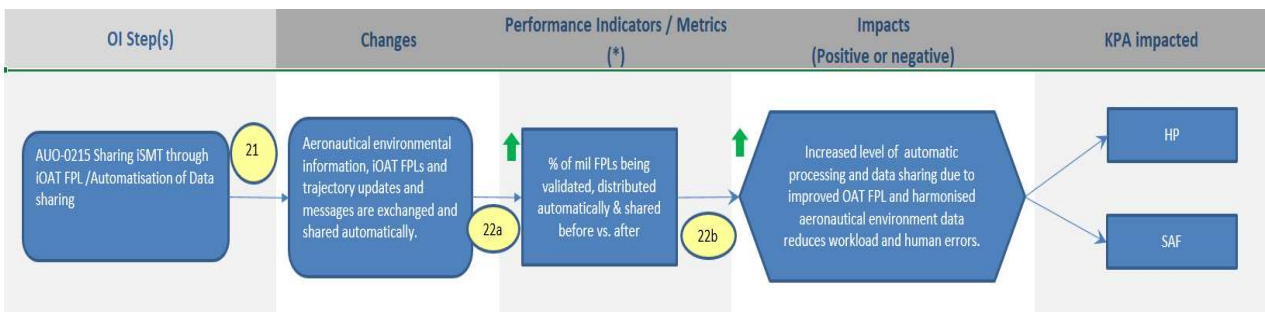 OI Step(s)
Changes
Performance Indicators / Metrics
(*)
Impacts
(Positive or negative)
KPA impacted
AUO-0215 Sharing iSMT through
iOAT FPL /Automatisation of Data
sharing
21
Aeronautical environmental
information, iOAT FPLs and
trajectory updates and
messages are exchanged and
shared automatically.
22a
% of mil FPLs being
validated, distributed
automatically & shared
before vs. after
22b
Increased level of automatic
processing and data sharing due to
improved OAT FPL and harmonised
aeronautical environment data
reduces workload and human errors.
HP
SAF